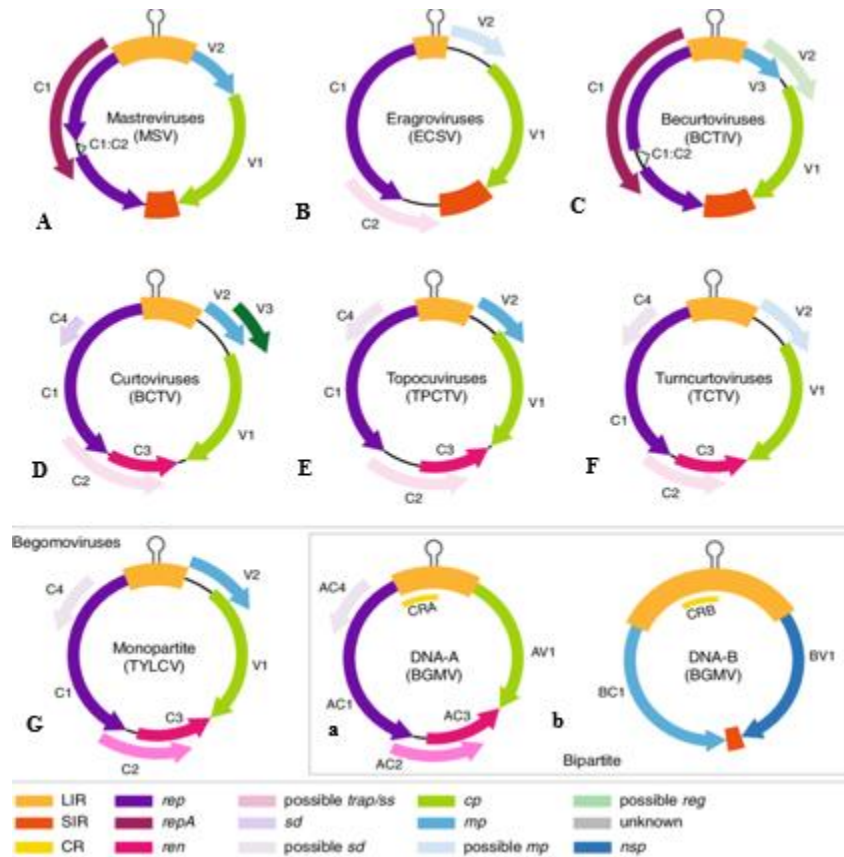 V2
C1
Mastreviruses
(MSV)
C1:C2
V1
A
V2
C1
Eragroviruses
(ECSV)
V1
C2
B
V2
C1
V3
Becurtoviruses
(BCTIV)
C1:C2
V1
C
V2
V3
C4
Curtoviruses
(BCTV)
C1
V1
C3
C2
D
V2
C4
Topocuviruses
(TPCTV)
C1
V1
C3
C2
E
C4
V2
Turncurtoviruses
(TCTV)
V1
C1
C3
C2
F
Begomoviruses
V2
C4
Monopartite
(TYLCV)
V1
C1
C3
C2
G
AC4
CRA
DNA-A
(BGMV)
AV1
AC1
AC3
AC2
a
CRB
DNA-B
(BGMV)
BV1
BC1
b
Bipartite
LIR rep possible trap/ss cp possible reg
SIR repA sd mp unknown
CR ren possible sd possible mp nsp